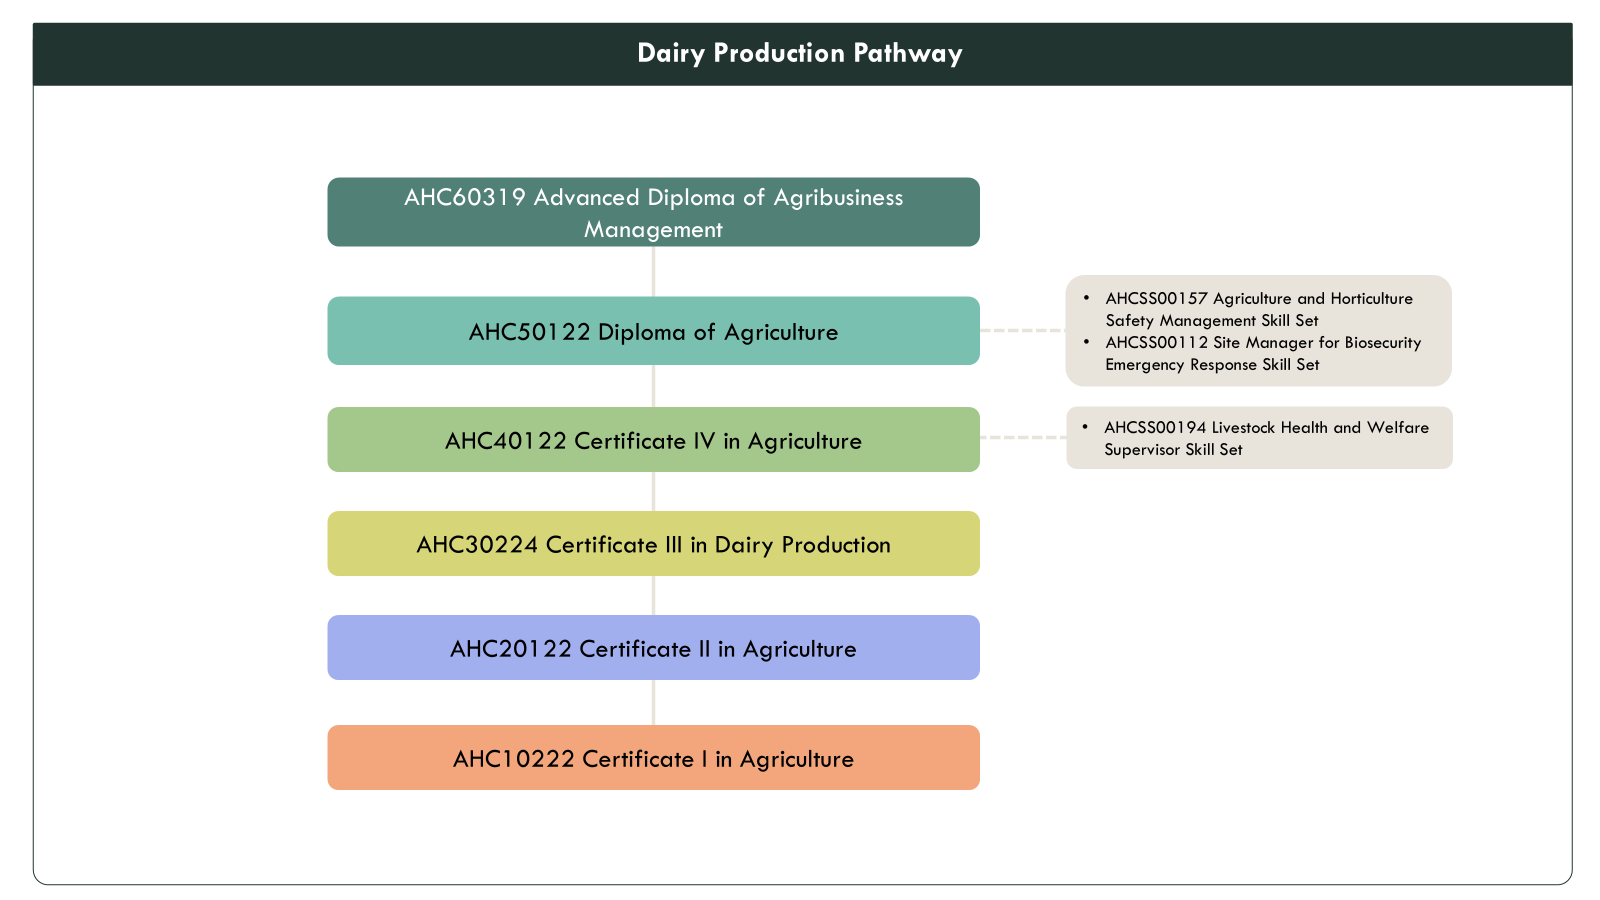 Dairy Production Pathway
AHC60319 Advanced Diploma of Agribusiness
Management
AHC50122 Diploma of Agriculture
• AHCSS00157 Agriculture and Horticulture
Safety Management Skill Set
• AHCSS00112 Site Manager for Biosecurity
Emergency Response Skill Set
AHC40122 Certificate IV in Agriculture
• AHCSS00194 Livestock Health and Welfare
Supervisor Skill Set
AHC30224 Certificate III in Dairy Production
AHC20122 Certificate II in Agriculture
AHC10222 Certificate I in Agriculture